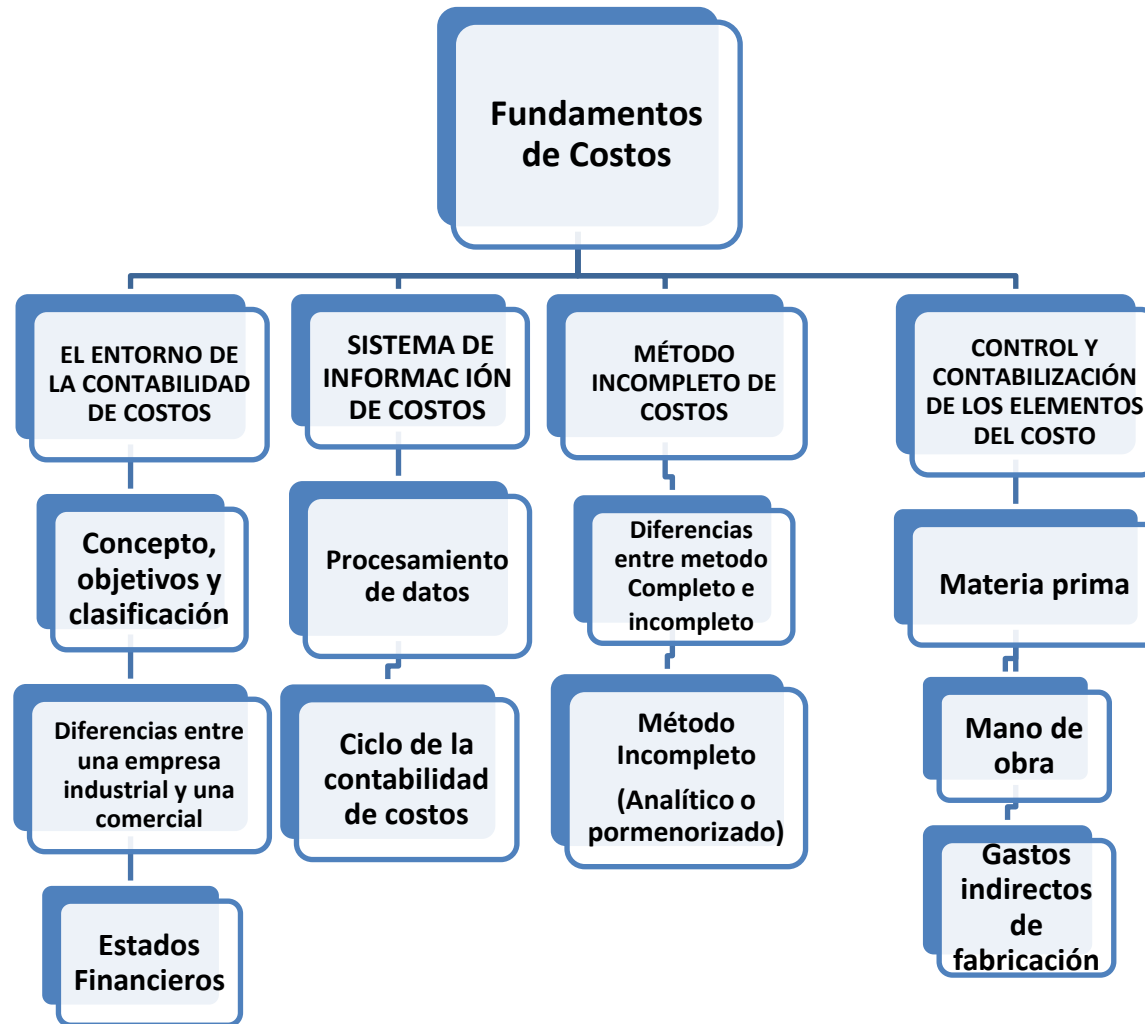 Fundamentos
de Costos
EL ENTORNO DE
LA CONTABILIDAD
DE COSTOS
SISTEMA DE
INFORMAC IÓN
DE COSTOS
MÉTODO
INCOMPLETO DE
COSTOS
CONTROL Y
CONTABILIZACIÓN
DE LOS ELEMENTOS
DEL COSTO
Concepto,
objetivos y
clasificación
Procesamiento
de datos
Diferencias
entre metodo
Completo e
incompleto
Materia prima
Diferencias entre
una empresa
industrial y una
comercial
Ciclo de la
contabilidad
de costos
Método
Incompleto
(Analítico o
pormenorizado)
Mano de
obra
Estados
Financieros
Gastos
indirectos
de
fabricación